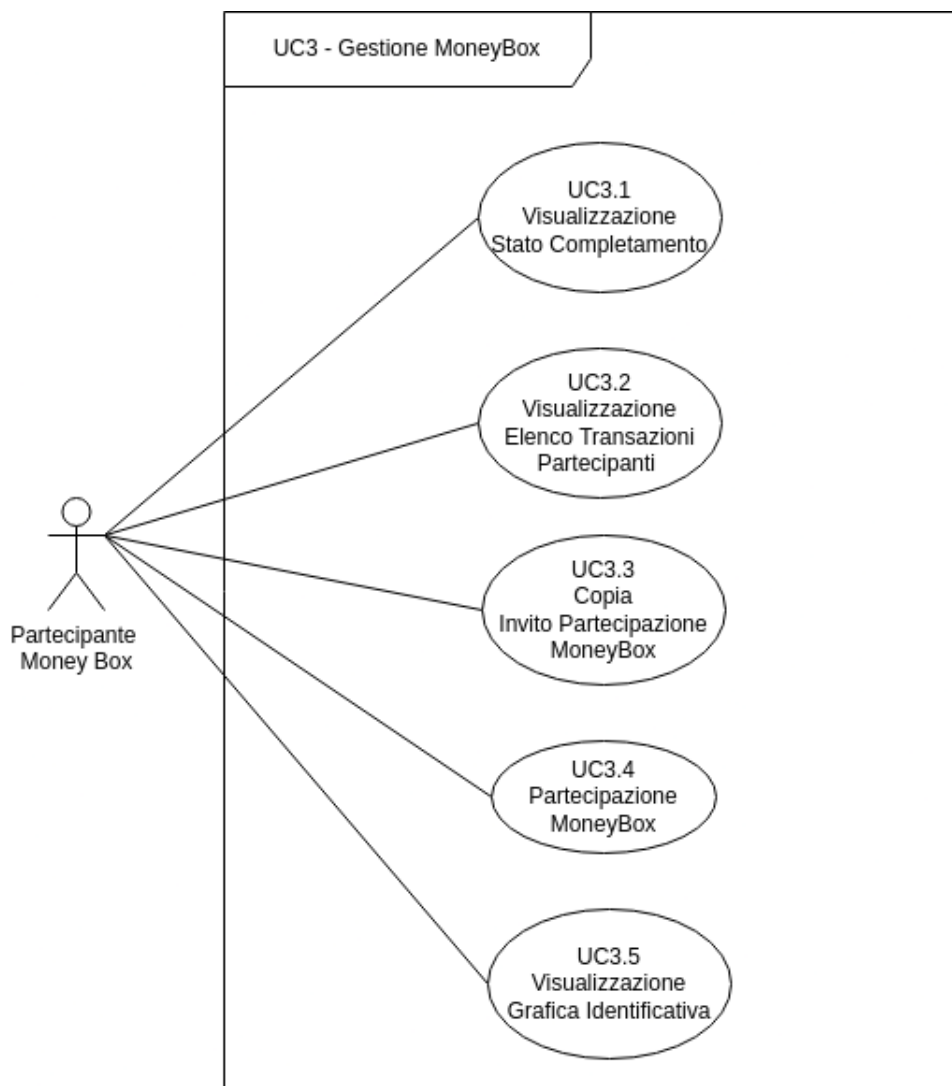 UC3 - Gestione MoneyBox
UC3.1
Visualizzazione
Stato Completamento
UC3.2
Visualizzazione
Elenco Transazioni
Partecipanti
UC3.3
Copia
Invito Partecipazione
MoneyBox
Partecipante
Money Box
UC3.4
Partecipazione
MoneyBox
UC3.5
Visualizzazione
Grafica Identificativa